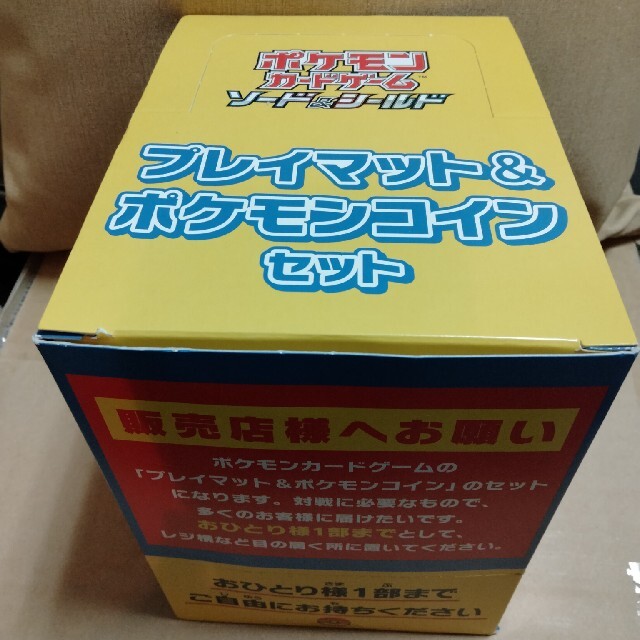 ポケモン
カードゲーム
ソード&シールド
プレイマット&
ポケモンコイン
セット
販売店様へお願い
ポケモンカードゲームの
「プレイマット&ポケモンコイン」のセット
になります。対戦に必要なもので、
多くのお客様に届けたいです。
おひとり様1部までとして、
レジ横など目の届く所に置いてください。
おひとり様1部まで
ご自由にお持ちください